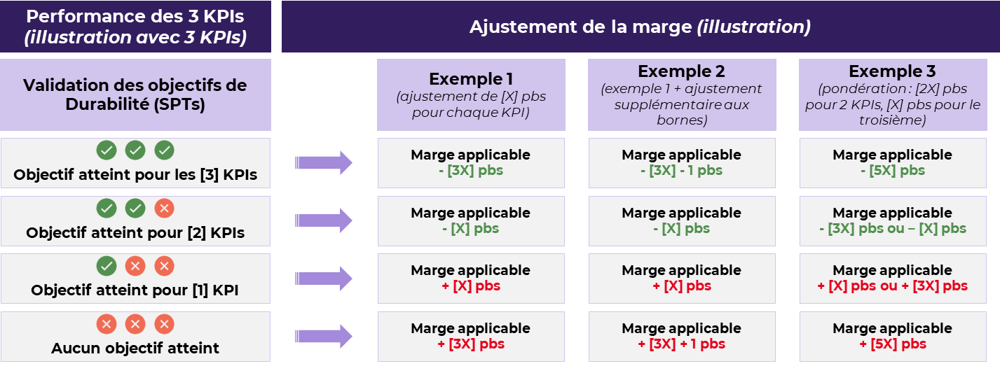 Performance des 3 KPIs
(illustration avec 3 KPIs)
Ajustement de la marge (illustration)
Validation des objectifs de
Durabilité (SPTs)
Exemple 1
(ajustement de [X] pbs
pour chaque KPI)
Exemple 2
(exemple 1 + ajustement
supplémentaire aux
bornes)
Exemple 3
(pondération : [2X] pbs
pour 2 KPIs, [X] pbs pour le
troisième)
Objectif atteint pour les [3] KPIs
Marge applicable
- [3X] pbs
Marge applicable
- [3X] - 1 pbs
Marge applicable
- [5X] pbs
Objectif atteint pour [2] KPIs
Marge applicable
- [X] pbs
Marge applicable
- [X] pbs
Marge applicable
- [3X] pbs ou – [X] pbs
Objectif atteint pour [1] KPI
Marge applicable
+ [X] pbs
Marge applicable
+ [X] pbs
Marge applicable
+ [X] pbs ou + [3X] pbs
Aucun objectif atteint
Marge applicable
+ [3X] pbs
Marge applicable
+ [3X] + 1 pbs
Marge applicable
+ [5X] pbs